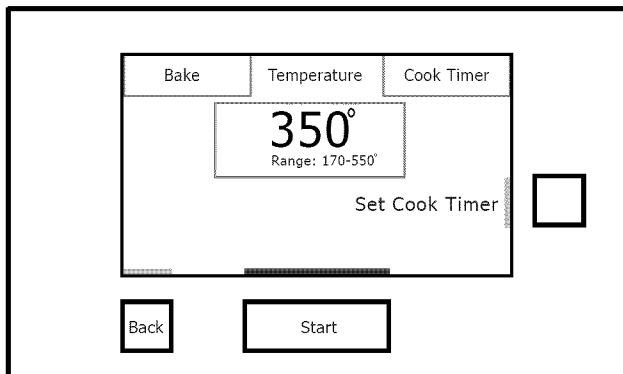 Bake Temperature Cook Timer
350°
Range: 170-550°
Set Cook Timer
Back Start